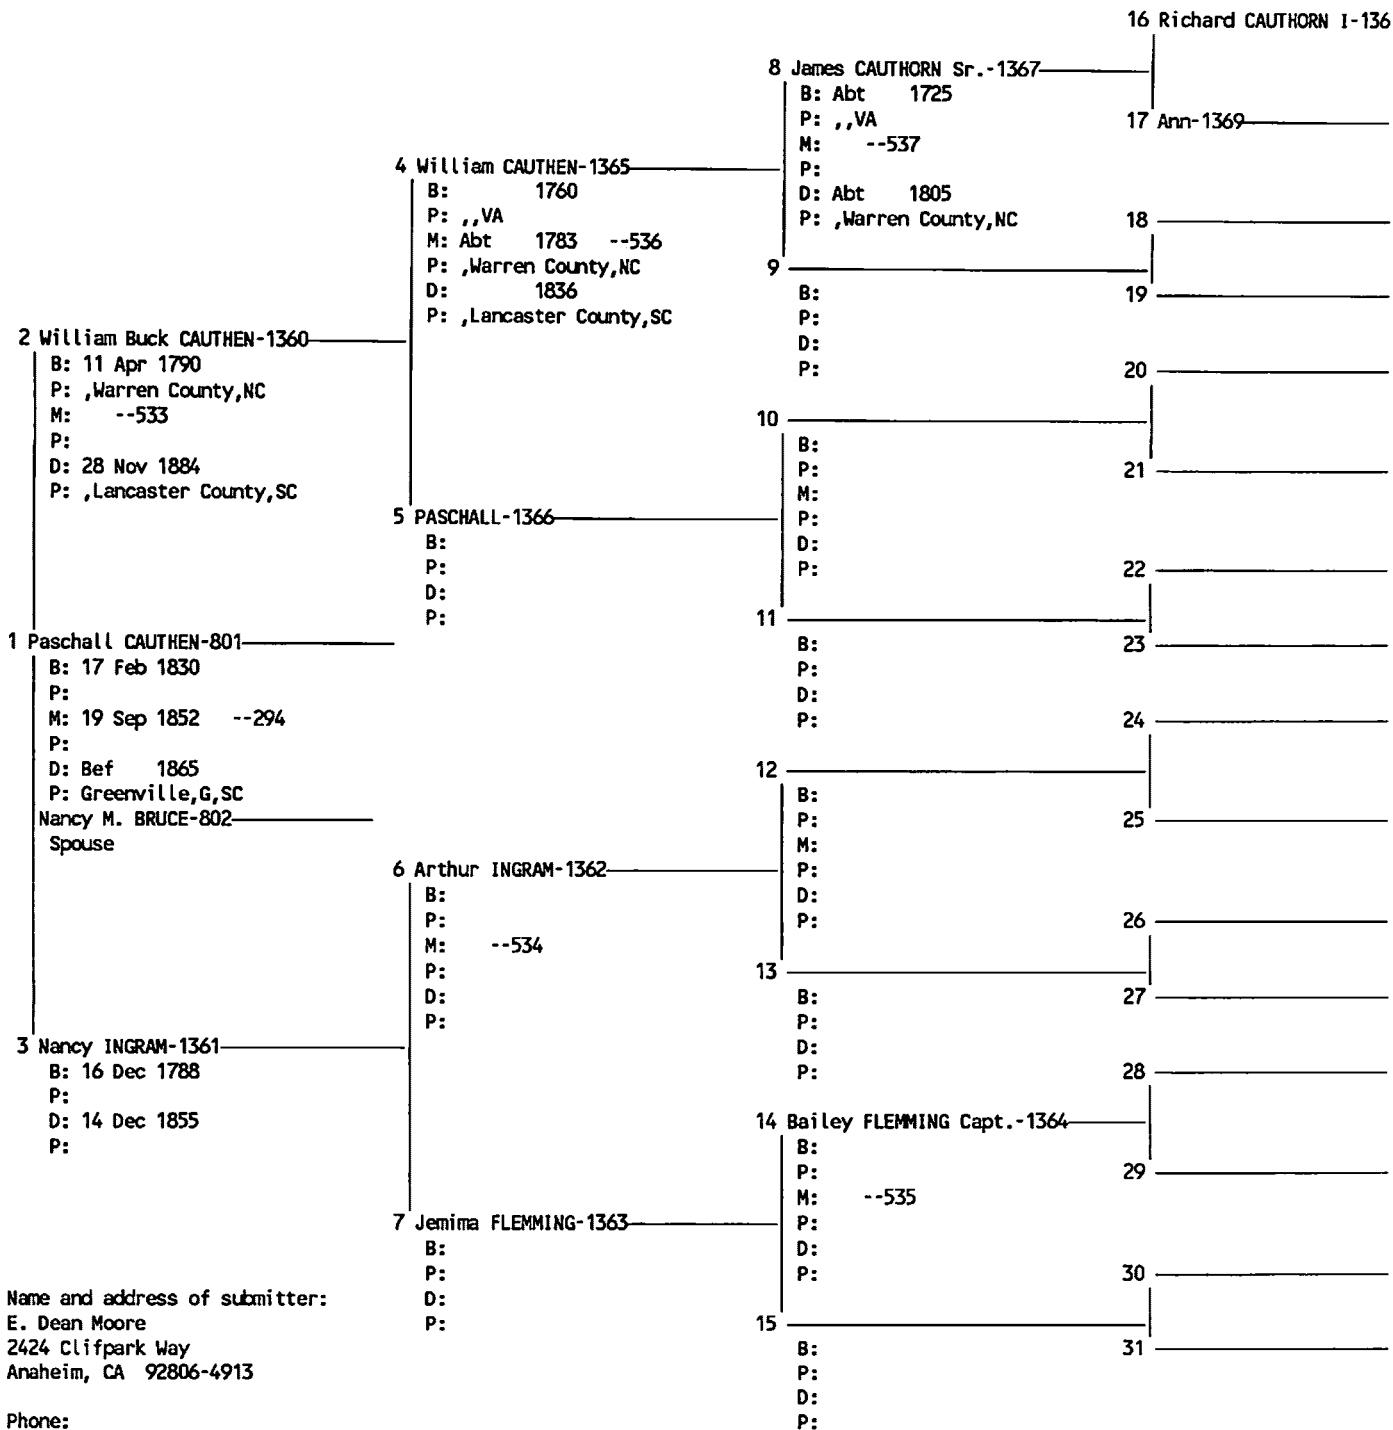 16 Richard CAUTHORN I-136
8 James CAUTHORN Sr.-1367
B: Abt 1725
P: ,,VA
M: --537
P:
D: Abt 1805
P: ,Warren County,NC
17 Ann-1369
4 William CAUTHEN-1365
B: 1760
P: ,,VA
M: Abt 1783 --536
P: ,Warren County,NC
D: 1836
P: ,Lancaster County,SC
18
9
B:
P:
D:
P:
19
2 William Buck CAUTHEN-1360
B: 11 Apr 1790
P: ,Warren County,NC
M: --533
P:
D: 28 Nov 1884
P: ,Lancaster County,SC
20
10
B:
P:
M:
P:
D:
P:
21
5 PASCHALL-1366
B:
P:
D:
P:
22
11
B:
P:
D:
P:
23
1 Paschall CAUTHEN-801
B: 17 Feb 1830
P:
M: 19 Sep 1852 --294
P:
D: Bef 1865
P: Greenville,G,SC
Nancy M. BRUCE-802
Spouse
24
12
B:
P:
M:
P:
D:
P:
25
6 Arthur INGRAM-1362
B:
P:
M: --534
P:
D:
P:
26
13
B:
P:
D:
P:
27
3 Nancy INGRAM-1361
B: 16 Dec 1788
P:
D: 14 Dec 1855
P:
28
14 Bailey FLEMMING Capt.-1364
B:
P:
M: --535
P:
D:
P:
29
7 Jemima FLEMMING-1363
B:
P:
D:
P:
30
15
B:
P:
D:
P:
31
Name and address of submitter:
E. Dean Moore
2424 Clifpark Way
Anaheim, CA 92806-4913
Phone: